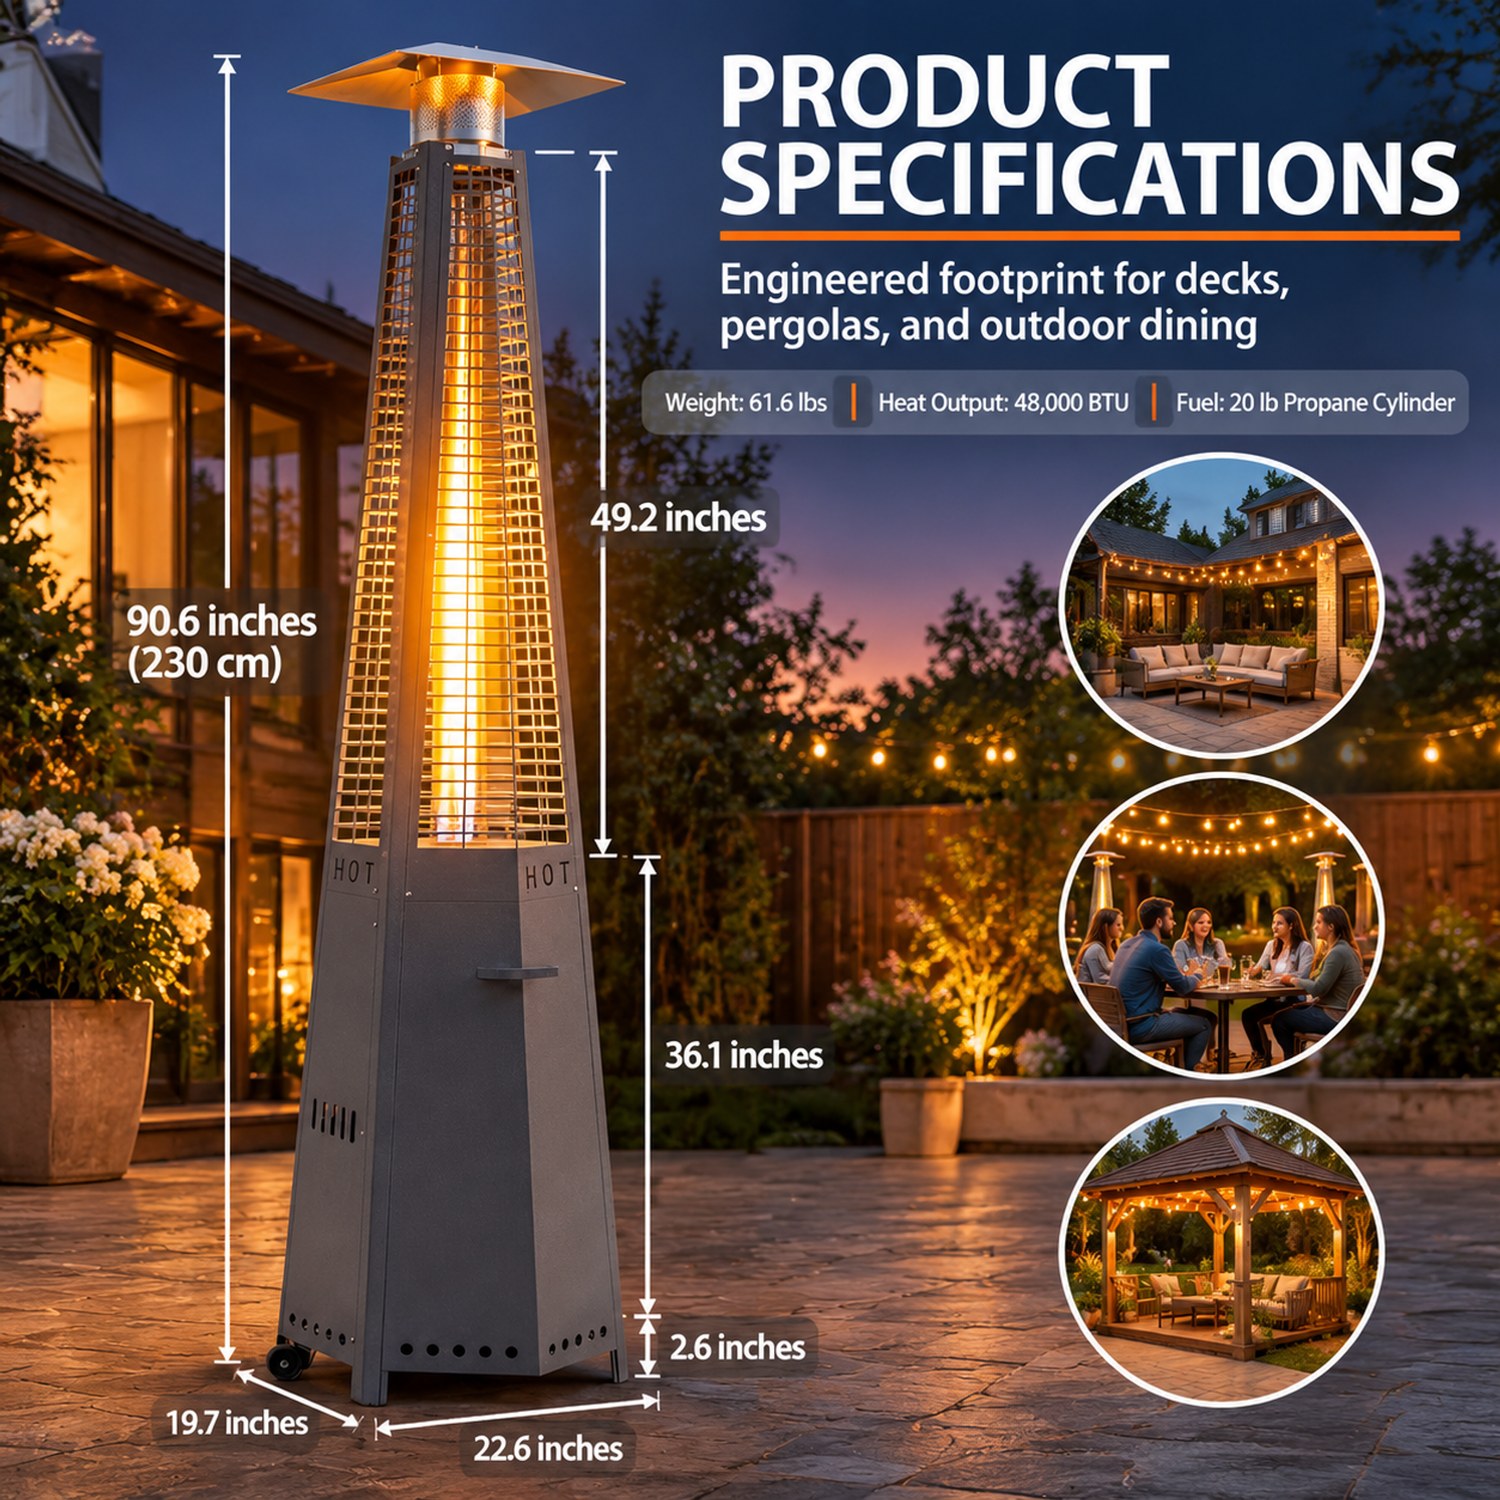 PRODUCT
SPECIFICATIONS
Engineered footprint for decks,
pergolas, and outdoor dining
Weight: 61.6 lbs | Heat Output: 48,000 BTU | Fuel: 20 lb Propane Cylinder
49.2 inches
90.6 inches
(230 cm)
HOT
HOT
36.1 inches
2.6 inches
19.7 inches
22.6 inches